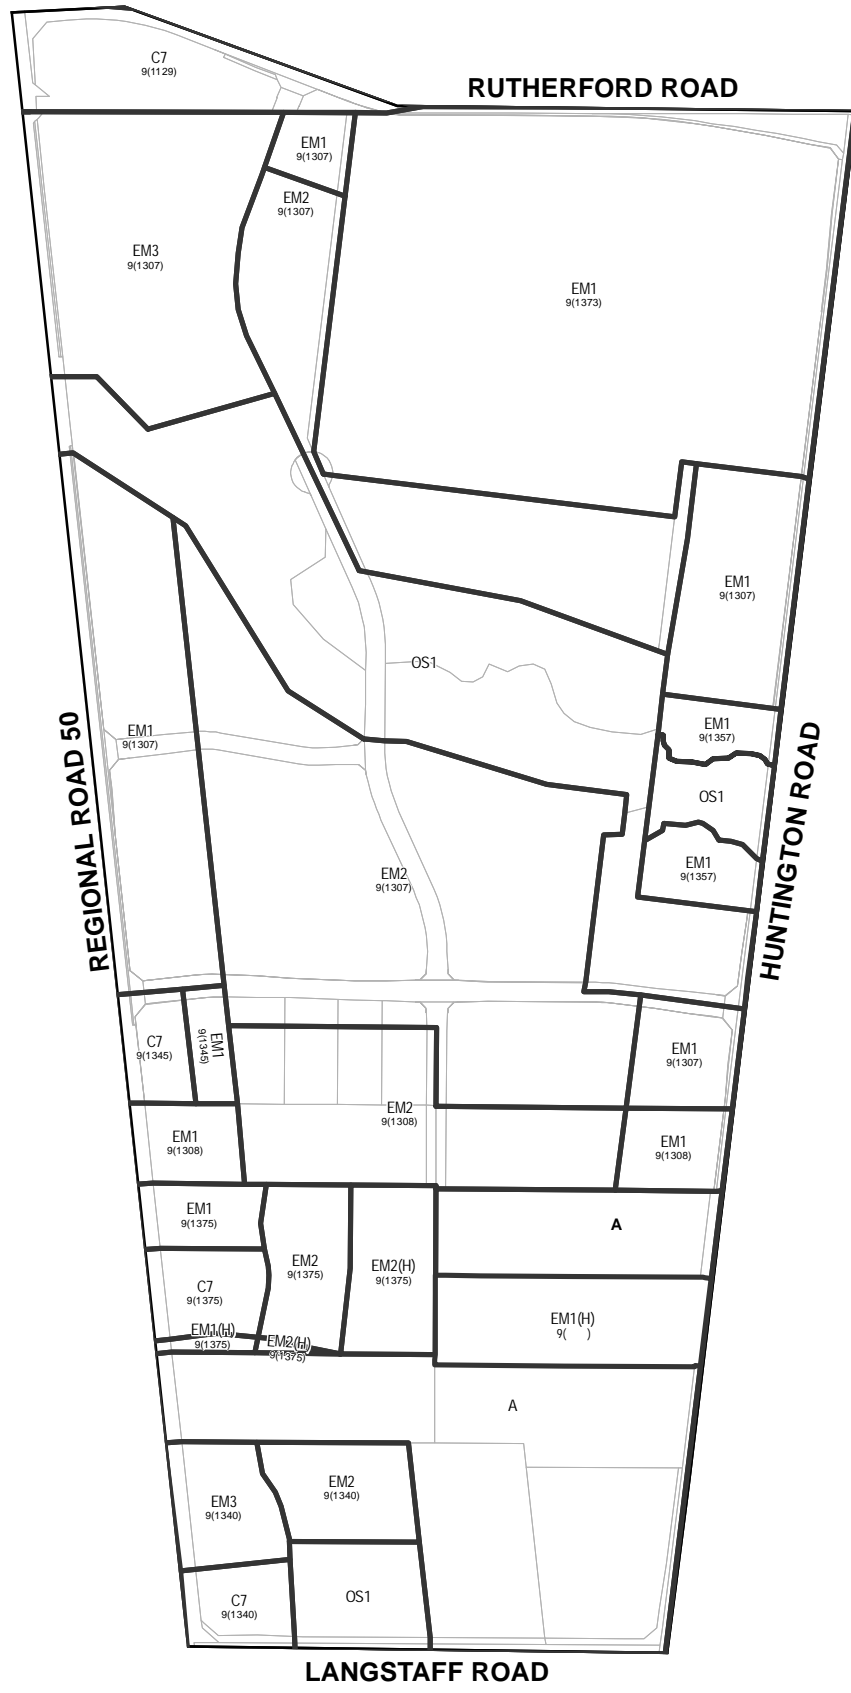 C7
9(1129)
RUTHERFORD ROAD
EM1
9(1307)
EM2
9(1307)
EM3
9(1307)
EM1
9(1373)
EM1
9(1307)
OS1
EM1
9(1357)
REGIONAL ROAD 50
EM1
9(1307)
HUNTINGTON ROAD
OS1
EM1
9(1357)
EM2
9(1307)
C7
9(1345)
EM1
9(1345)
EM1
9(1307)
EM2
9(1308)
EM1
9(1308)
EM1
9(1308)
EM1
9(1375)
A
EM2
9(1375)
EM2(H)
9(1375)
C7
9(1375)
EM1(H)
9( )
EM1(H)
9(1375)
EM2(H)
9(1375)
A
EM2
9(1340)
EM3
9(1340)
OS1
C7
9(1340)
LANGSTAFF ROAD